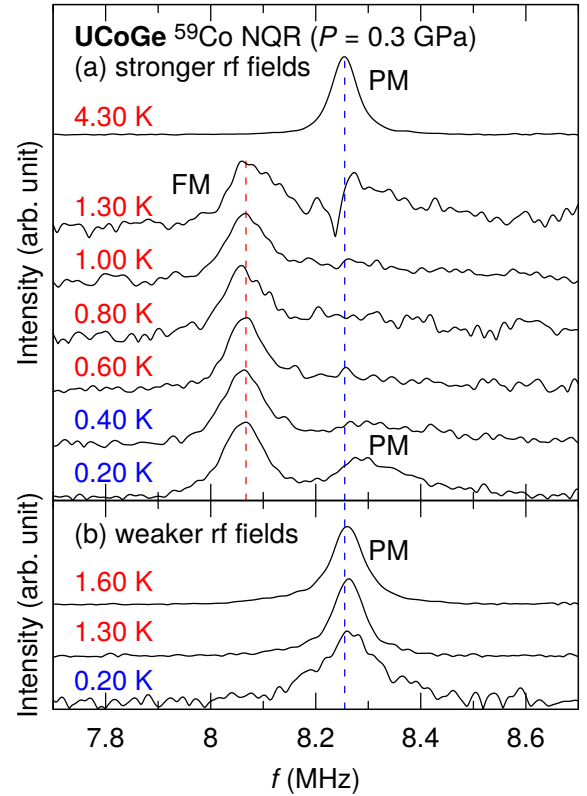 UCoGe ⁵⁹Co NQR (P = 0.3 GPa)
(a) stronger rf fields
PM
4.30 K
FM
1.30 K
1.00 K
0.80 K
0.60 K
0.40 K
PM
0.20 K
Intensity (arb. unit)
(b) weaker rf fields
PM
1.60 K
1.30 K
0.20 K
Intensity (arb. unit)
7.8 8 8.2 8.4 8.6
f (MHz)